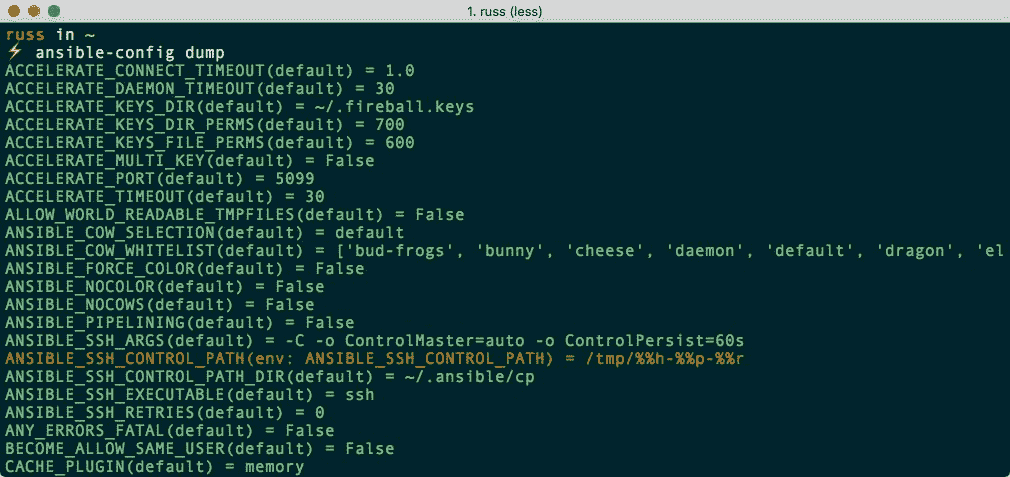 1. russ (less)
russ in ~
⚡ ansible-config dump
ACCELERATE_CONNECT_TIMEOUT(default) = 1.0
ACCELERATE_DAEMON_TIMEOUT(default) = 30
ACCELERATE_KEYS_DIR(default) = ~/.fireball.keys
ACCELERATE_KEYS_DIR_PERMS(default) = 700
ACCELERATE_KEYS_FILE_PERMS(default) = 600
ACCELERATE_MULTI_KEY(default) = False
ACCELERATE_PORT(default) = 5099
ACCELERATE_TIMEOUT(default) = 30
ALLOW_WORLD_READABLE_TMPFILES(default) = False
ANSIBLE_COW_SELECTION(default) = default
ANSIBLE_COW_WHITELIST(default) = ['bud-frogs', 'bunny', 'cheese', 'daemon', 'default', 'dragon', 'el
ANSIBLE_FORCE_COLOR(default) = False
ANSIBLE_NOCOLOR(default) = False
ANSIBLE_NOCOWS(default) = False
ANSIBLE_PIPELINING(default) = False
ANSIBLE_SSH_ARGS(default) = -C -o ControlMaster=auto -o ControlPersist=60s
ANSIBLE_SSH_CONTROL_PATH(env: ANSIBLE_SSH_CONTROL_PATH) = /tmp/%%h-%%p-%%r
ANSIBLE_SSH_CONTROL_PATH_DIR(default) = ~/.ansible/cp
ANSIBLE_SSH_EXECUTABLE(default) = ssh
ANSIBLE_SSH_RETRIES(default) = 0
ANY_ERRORS_FATAL(default) = False
BECOME_ALLOW_SAME_USER(default) = False
CACHE_PLUGIN(default) = memory